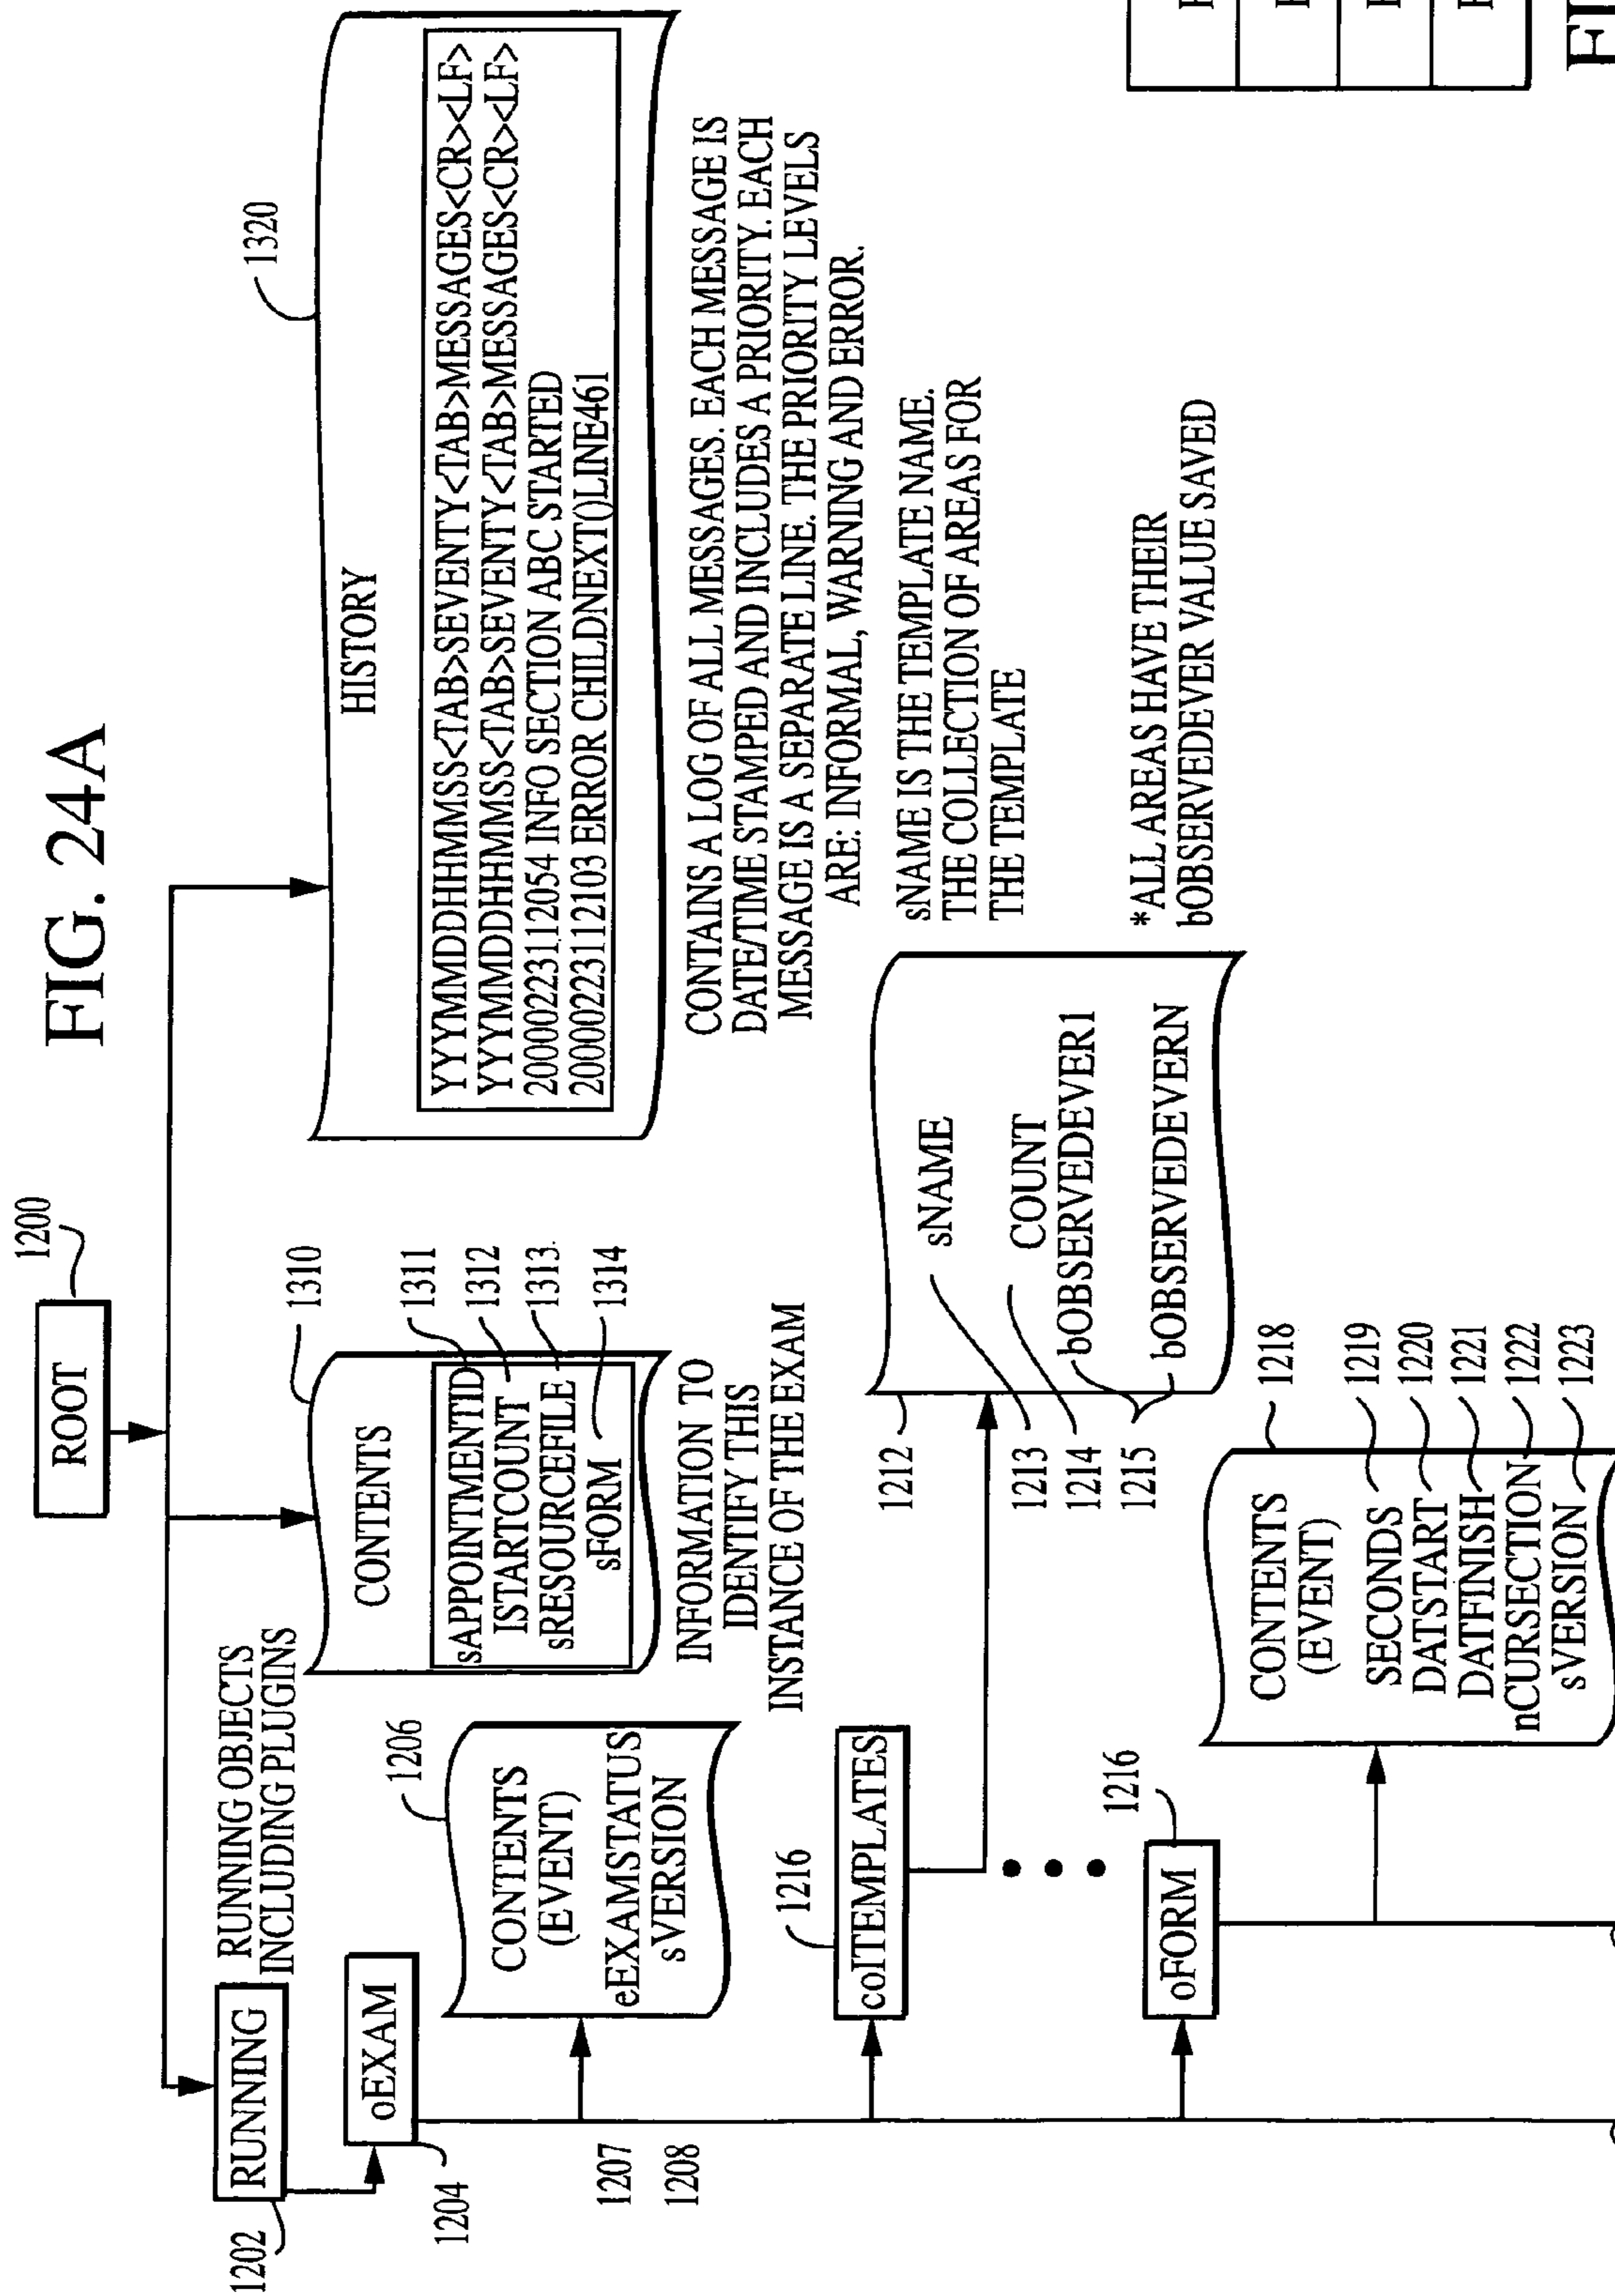 FIG. 24A
ROOT
1200
RUNNING
1202
RUNNING OBJECTS
INCLUDING PLUGINS
oEXAM
1204
CONTENTS
(EVENT)
eEXAMSTATUS
sVERSION
1206
1207
1208
CONTENTS
sAPPOINTMENTID
ISTARTCOUNT
sRESOURCEFILE
sFORM
1310
1311
1312
1313
1314
INFORMATION TO
IDENTIFY THIS
INSTANCE OF THE EXAM
HISTORY
1320
YYYMMDDHHMMSS<TAB>SEVENTY<TAB>MESSAGES<CR><LF>
YYYMMDDHHMMSS<TAB>SEVENTY<TAB>MESSAGES<CR><LF>
20000223112054 INFO SECTION ABC STARTED
20000223112103 ERROR CHILDNEXT()LINE461
CONTAINS A LOG OF ALL MESSAGES. EACH MESSAGE IS
DATE/TIME STAMPED AND INCLUDES A PRIORITY. EACH
MESSAGE IS A SEPARATE LINE. THE PRIORITY LEVELS
ARE: INFORMAL, WARNING AND ERROR.
colTEMPLATES
1216
1212
sNAME
1213
COUNT
1214
bOBSERVEDEVER1
1215
bOBSERVEDEVERN
sNAME IS THE TEMPLATE NAME.
THE COLLECTION OF AREAS FOR
THE TEMPLATE
*ALL AREAS HAVE THEIR
bOBSERDEVER VALUE SAVED
oFORM
1216
CONTENTS
(EVENT)
SECONDS
DATSTART
DATFINISH
nCURSECTION
sVERSION
1218
1219
1220
1221
1222
1223